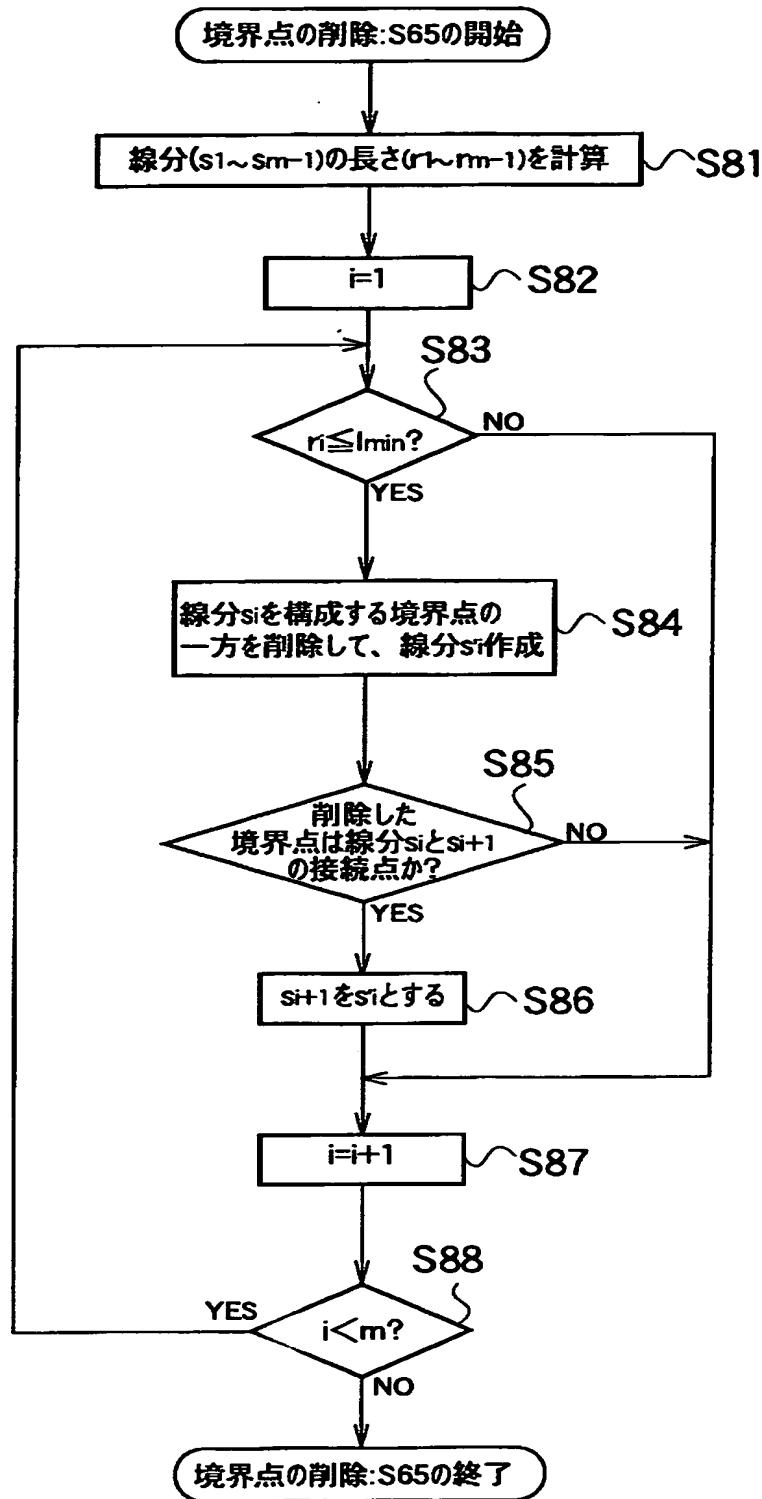 境界点の削除:S65の開始
線分(s1~sm-1)の長さ(r1~rm-1)を計算
S81
i=1
S82
S83
ri≦lmin?
NO
YES
線分siを構成する境界点の
一方を削除して、線分s'i作成
S84
S85
削除した
境界点は線分siとsi+1
の接続点か?
NO
YES
si+1をs'iとする
S86
i=i+1
S87
S88
YES
i<m?
NO
境界点の削除:S65の終了